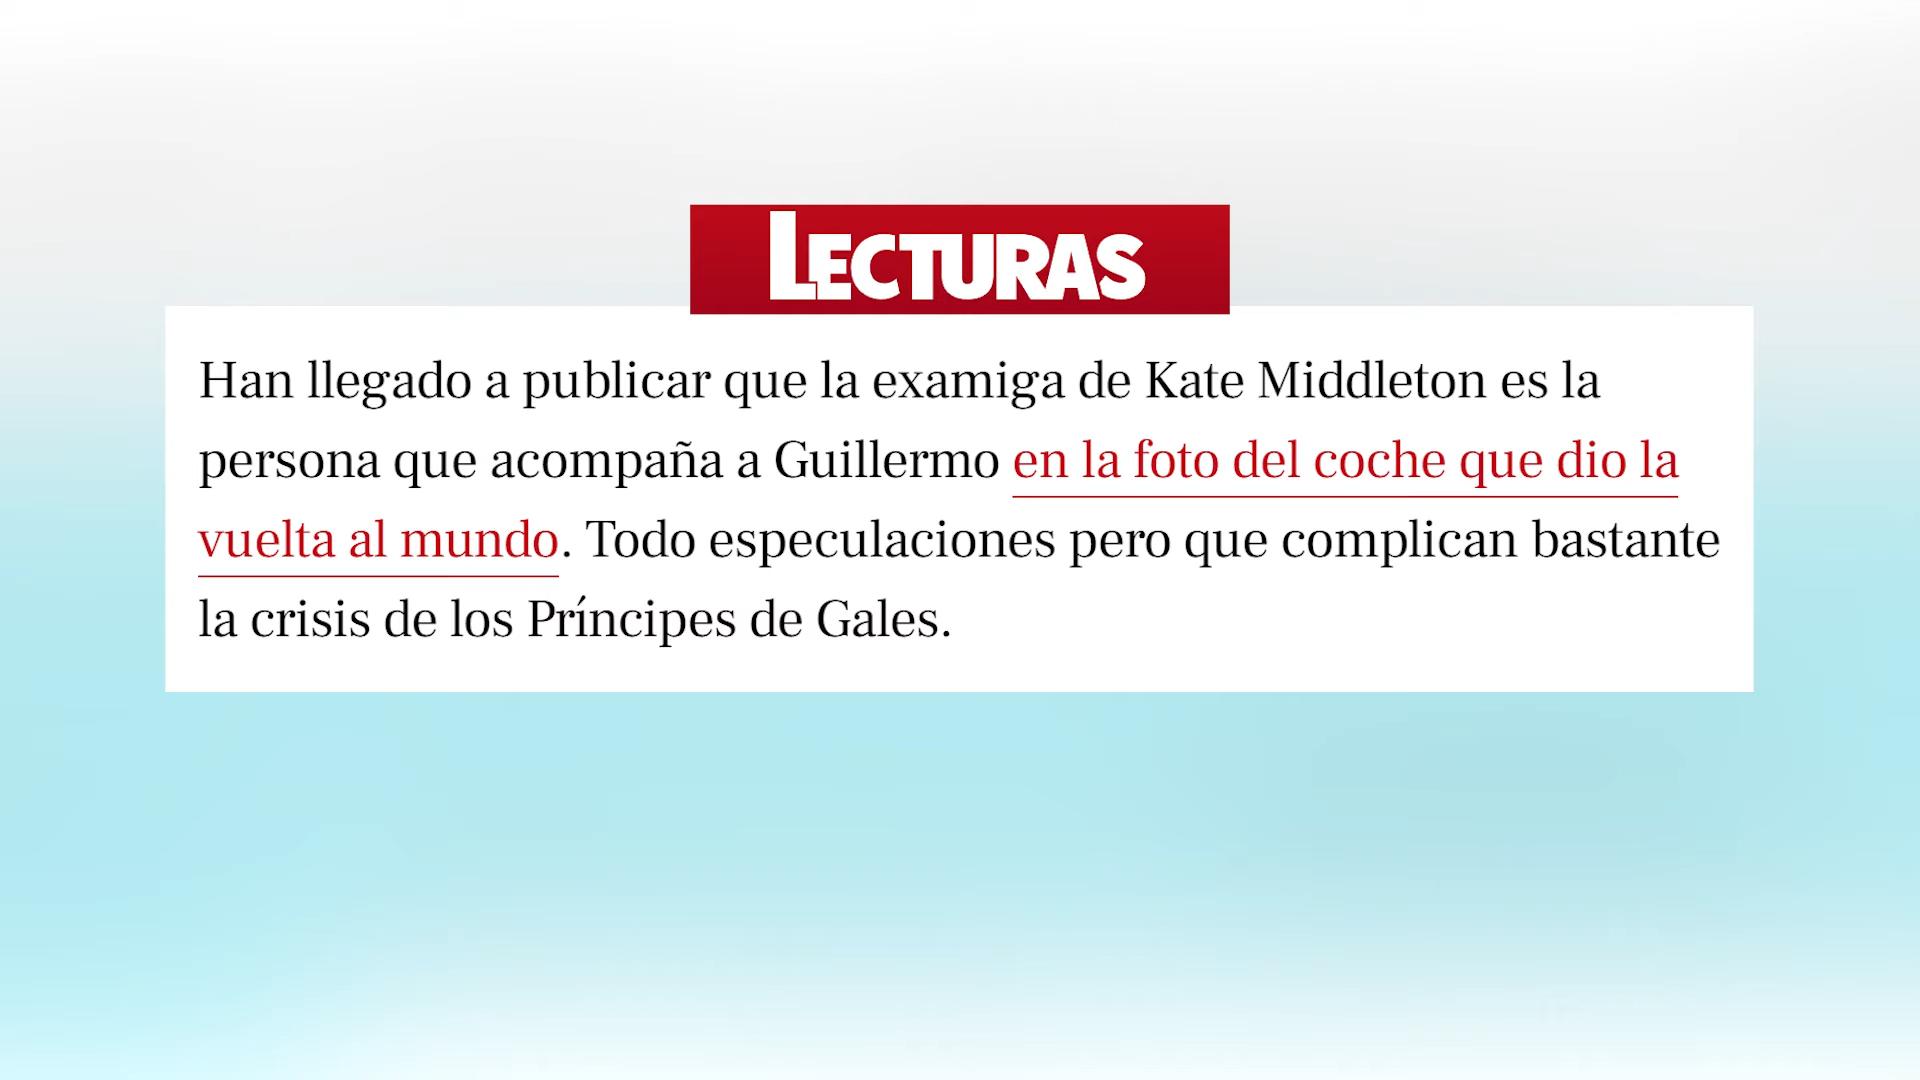 LECTURAS
Han llegado a publicar que la examiga de Kate Middleton es la
persona que acompaña a Guillermo en la foto del coche que dio la
vuelta al mundo. Todo especulaciones pero que complican bastante
la crisis de los Príncipes de Gales.